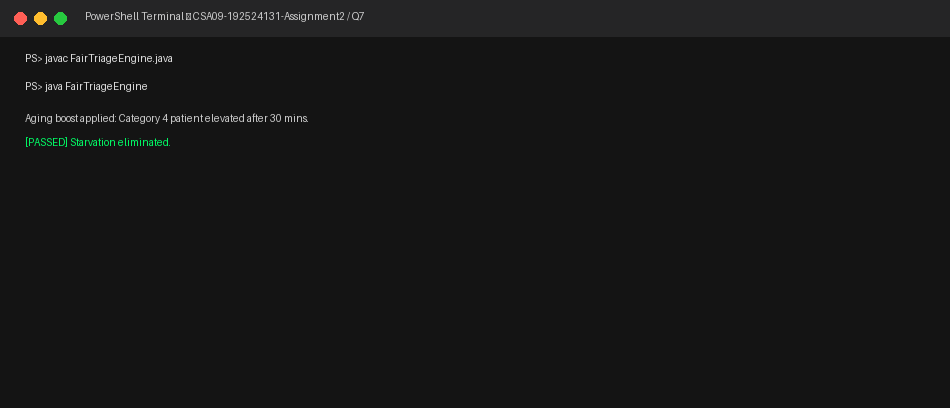 PowerShell Terminal CSA09-192524131-Assignment2 / Q7
PS> javac FairTriageEngine.java
PS> java FairTriageEngine
Aging boost applied: Category 4 patient elevated after 30 mins.
[PASSED] Starvation eliminated.